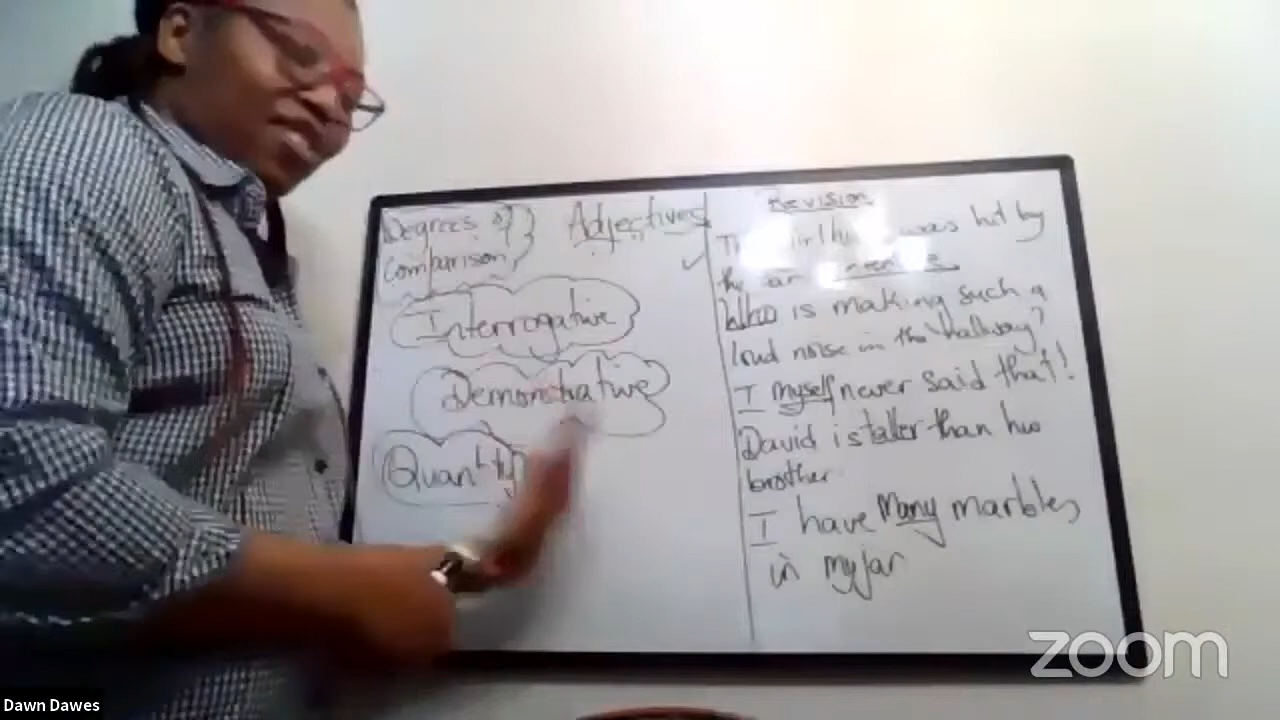 Degrees of
Comparison
Adjectives
Interrogative
Demonstrative
Quantity
Revision
was hit by
Who is making such a
loud noise in the hallway?
I myself never said that!
David is taller than his
brother.
I have Many marbles
in my jar
zoom
Dawn Dawes